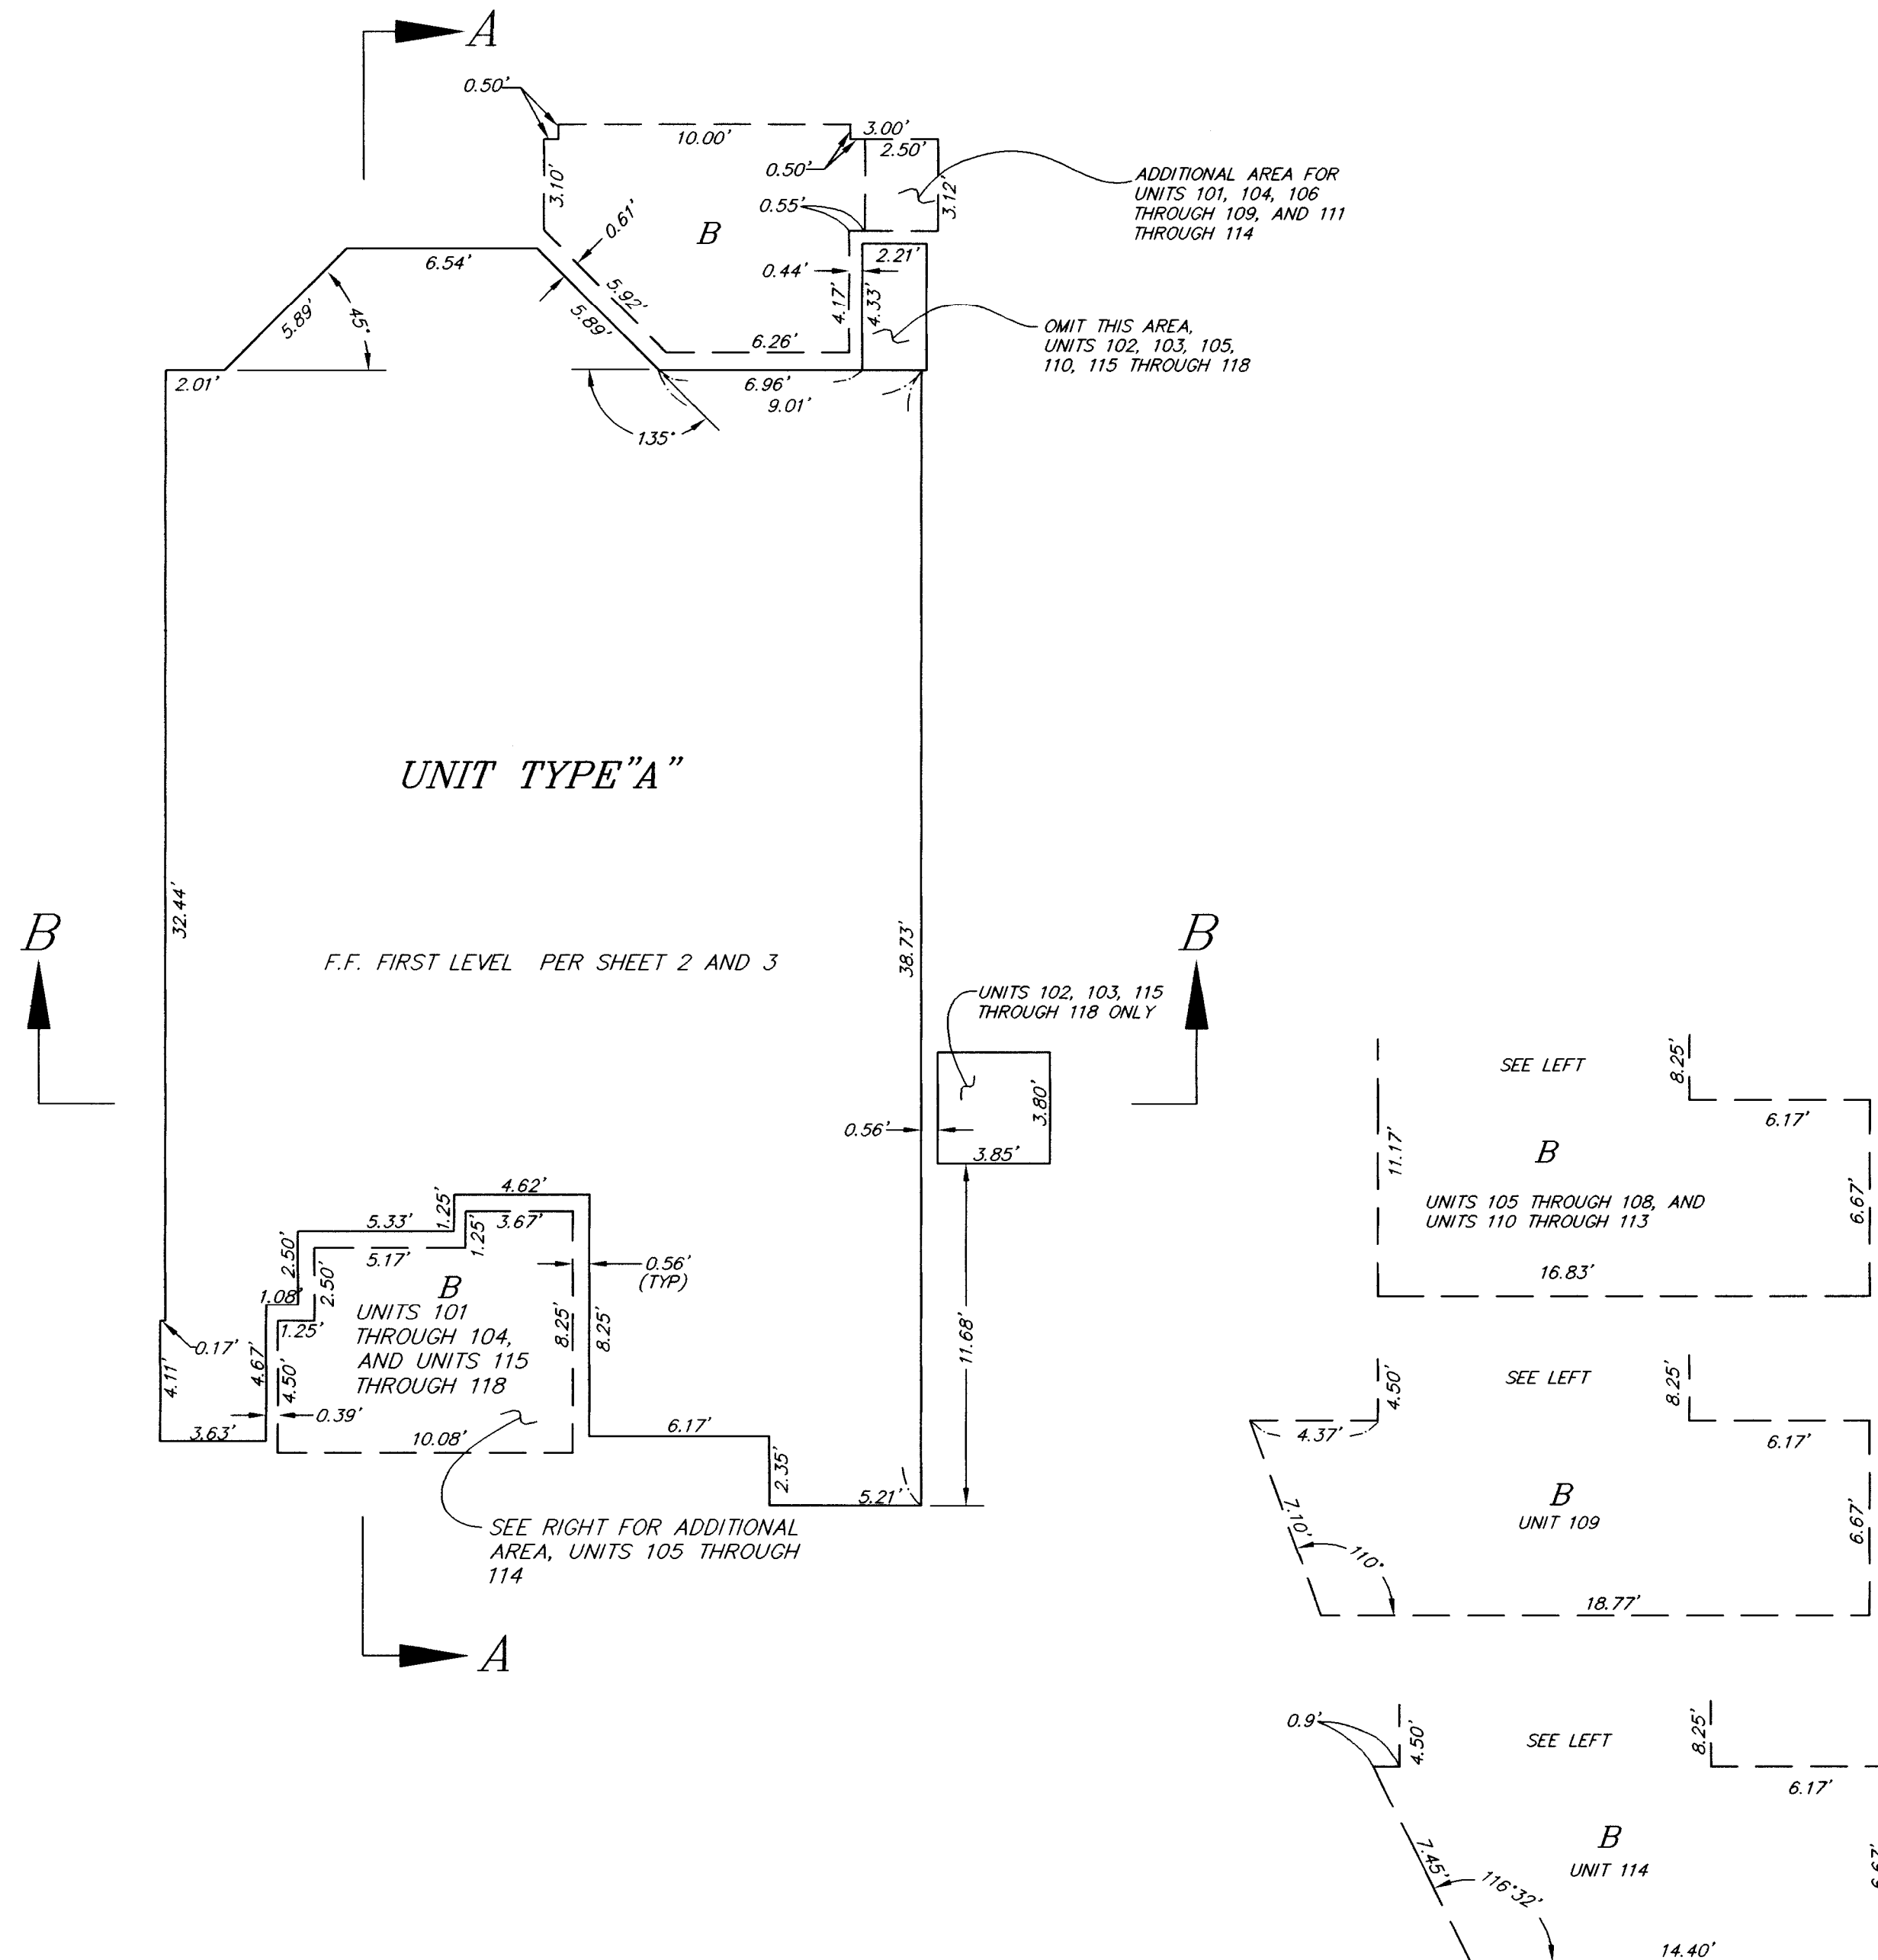 A
0.50'
10.00'
3.00'
2.50'
0.50'
3.10'
3.12'
ADDITIONAL AREA FOR
UNITS 101, 104, 106
THROUGH 109, AND 111
THROUGH 114
0.55'
0.61'
B
6.54'
2.21'
0.44'
5.92'
4.17'
4.33'
5.89'
45°
5.89'
OMIT THIS AREA,
UNITS 102, 103, 105,
110, 115 THROUGH 118
6.26'
2.01'
6.96'
9.01'
135°
UNIT TYPE"A"
32.44'
38.73'
B
B
F.F. FIRST LEVEL PER SHEET 2 AND 3
UNITS 102, 103, 115
THROUGH 118 ONLY
3.80'
0.56'
3.85'
SEE LEFT
8.25'
6.17'
11.17'
B
UNITS 105 THROUGH 108, AND
UNITS 110 THROUGH 113
6.67'
16.83'
4.62'
1.25'
5.33'
3.67'
1.25'
2.50'
5.17'
0.56'
(TYP)
2.50'
1.08'
B
UNITS 101
THROUGH 104,
AND UNITS 115
THROUGH 118
1.25'
8.25'
8.25'
0.17'
4.11'
4.67'
4.50'
11.68'
0.39'
3.63'
10.08'
6.17'
2.35'
5.21'
SEE RIGHT FOR ADDITIONAL
AREA, UNITS 105 THROUGH
114
SEE LEFT
4.50'
8.25'
4.37'
6.17'
B
UNIT 109
7.10'
110°
6.67'
18.77'
A
0.9'
4.50'
SEE LEFT
8.25'
6.17'
B
UNIT 114
7.45'
116°32'
6.67'
14.40'